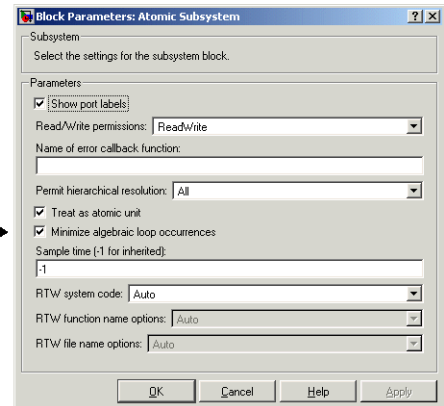 Block Parameters: Atomic Subsystem
Subsystem
Select the settings for the subsystem block.
Parameters
Show port labels
Read/Write permissions: ReadWrite
Name of error callback function:
Permit hierarchical resolution: All
Treat as atomic unit
Minimize algebraic loop occurrences
Sample time (-1 for inherited):
-1
RTW system code: Auto
RTW function name options: Auto
RTW file name options: Auto
OK Cancel Help Apply